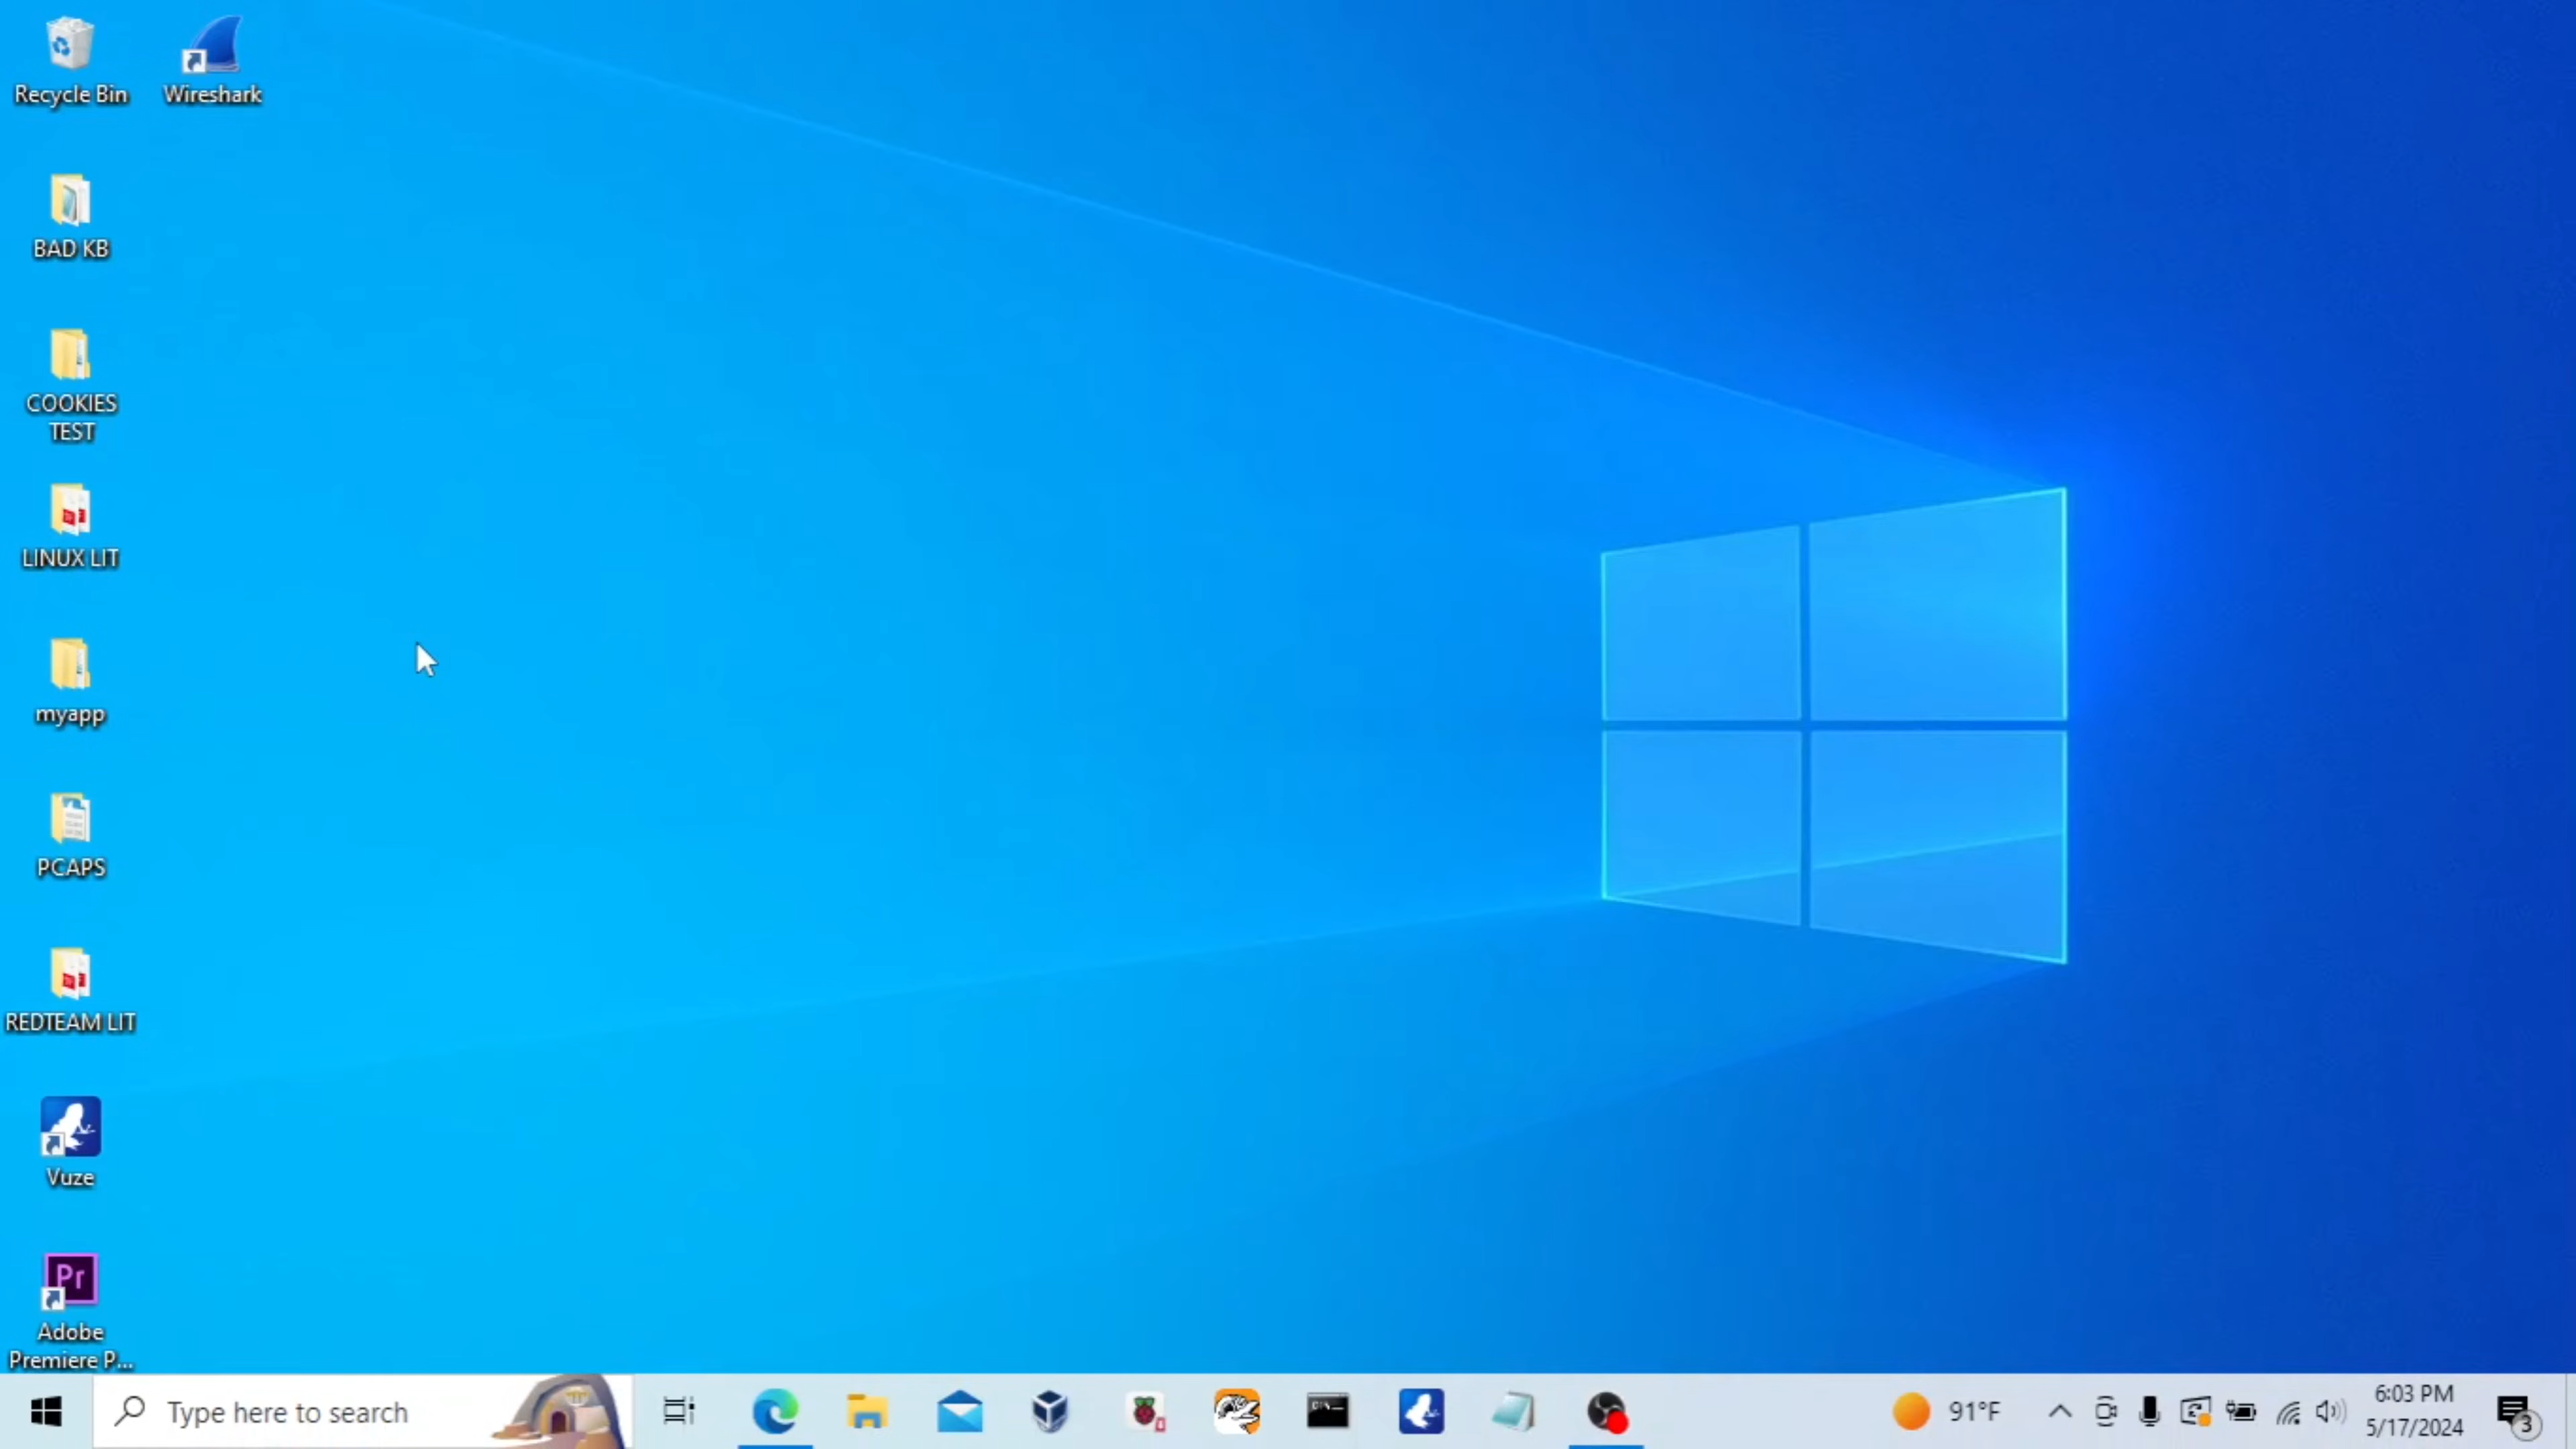 Recycle Bin
Wireshark
BAD KB
COOKIES
TEST
LINUX LIT
myapp
PCAPS
REDTEAM LIT
Vuze
Pr
Adobe
Premiere P...
Type here to search
91°F
6:03 PM
5/17/2024
3